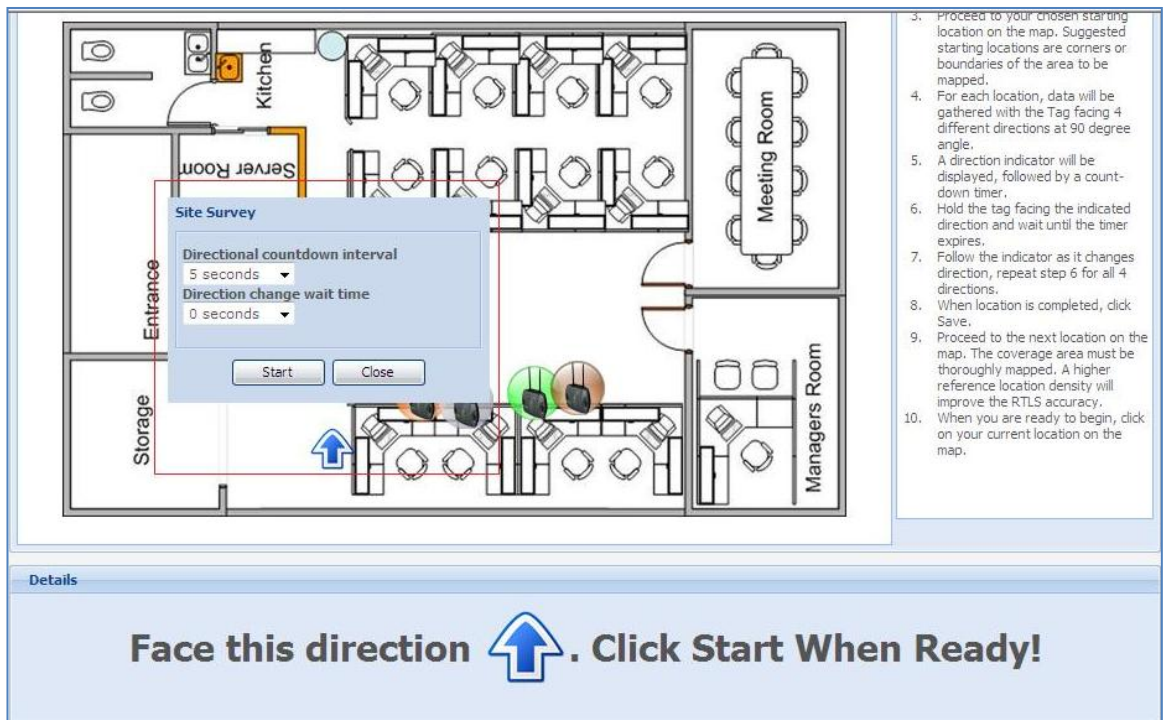 Kitchen
Server Room
Entrance
Storage
Meeting Room
Managers Room
Site Survey
Directional countdown interval
5 seconds
Direction change wait time
0 seconds
Start
Close
3. Proceed to your chosen starting
location on the map. Suggested
starting locations are corners or
boundaries of the area to be
mapped.
4. For each location, data will be
gathered with the Tag facing 4
different directions at 90 degree
angle.
5. A direction indicator will be
displayed, followed by a count-
down timer.
6. Hold the tag facing the indicated
direction and wait until the timer
expires.
7. Follow the indicator as it changes
direction, repeat step 6 for all 4
directions.
8. When location is completed, click
Save.
9. Proceed to the next location on the
map. The coverage area must be
thoroughly mapped. A higher
reference location density will
improve the RTLS accuracy.
10. When you are ready to begin, click
on your current location on the
map.
Details
Face this direction . Click Start When Ready!